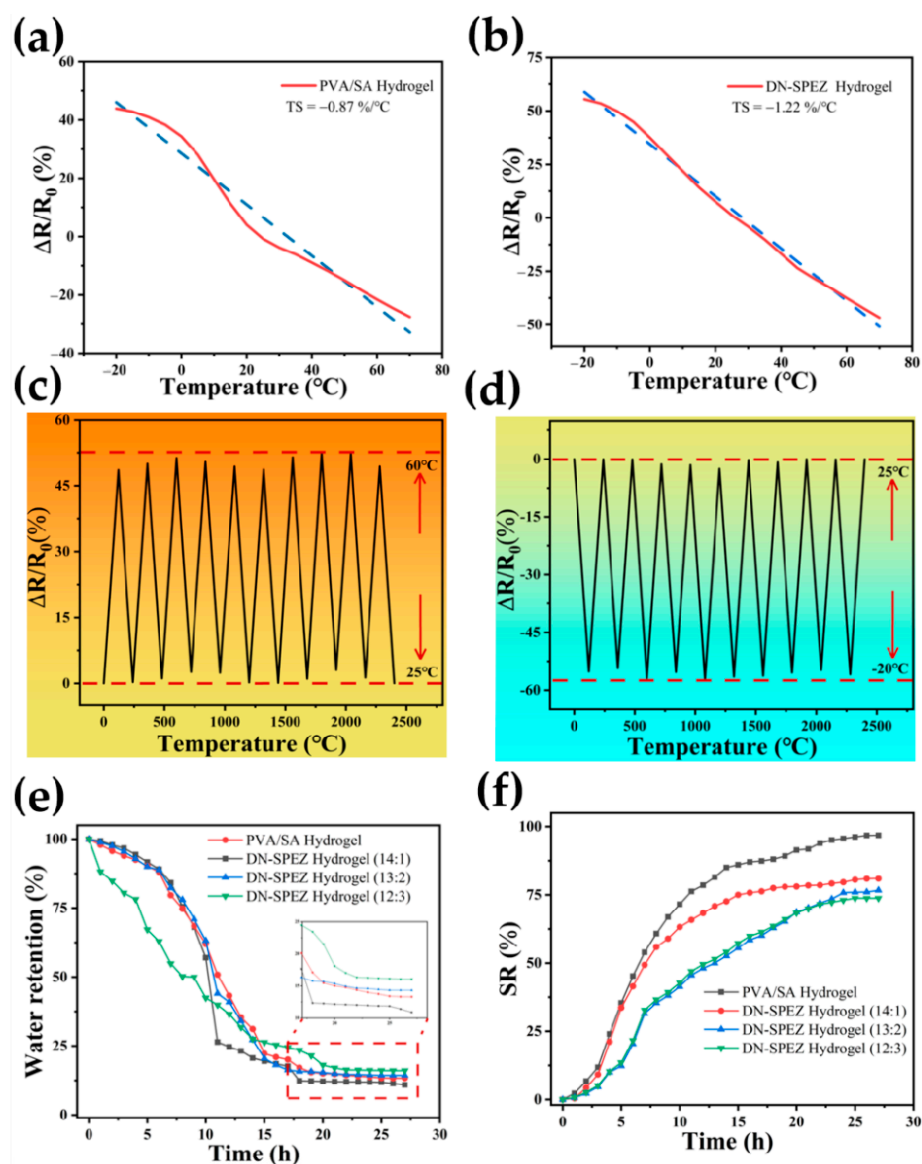 (a)
(b)
60
40
20
0
−20
−40
ΔR/R0 (%)
PVA/SA Hydrogel
TS = −0.87 %/°C
−20
0
20
40
60
80
Temperature (°C)
75
50
25
0
−25
−50
ΔR/R0 (%)
DN-SPEZ Hydrogel
TS = −1.22 %/°C
−20
0
20
40
60
80
Temperature (°C)
(c)
(d)
60
45
30
15
0
ΔR/R0(%)
60°C
25°C
0
500
1000
1500
2000
2500
Temperature (°C)
0
-15
-30
-45
-60
ΔR/R0(%)
25°C
-20°C
0
500
1000
1500
2000
2500
Temperature (°C)
(e)
(f)
100
75
50
25
0
Water retention (%)
PVA/SA Hydrogel
DN-SPEZ Hydrogel (14:1)
DN-SPEZ Hydrogel (13:2)
DN-SPEZ Hydrogel (12:3)
0
5
10
15
20
25
30
Time (h)
100
75
50
25
0
SR (%)
PVA/SA Hydrogel
DN-SPEZ Hydrogel (14:1)
DN-SPEZ Hydrogel (13:2)
DN-SPEZ Hydrogel (12:3)
0
5
10
15
20
25
30
Time (h)